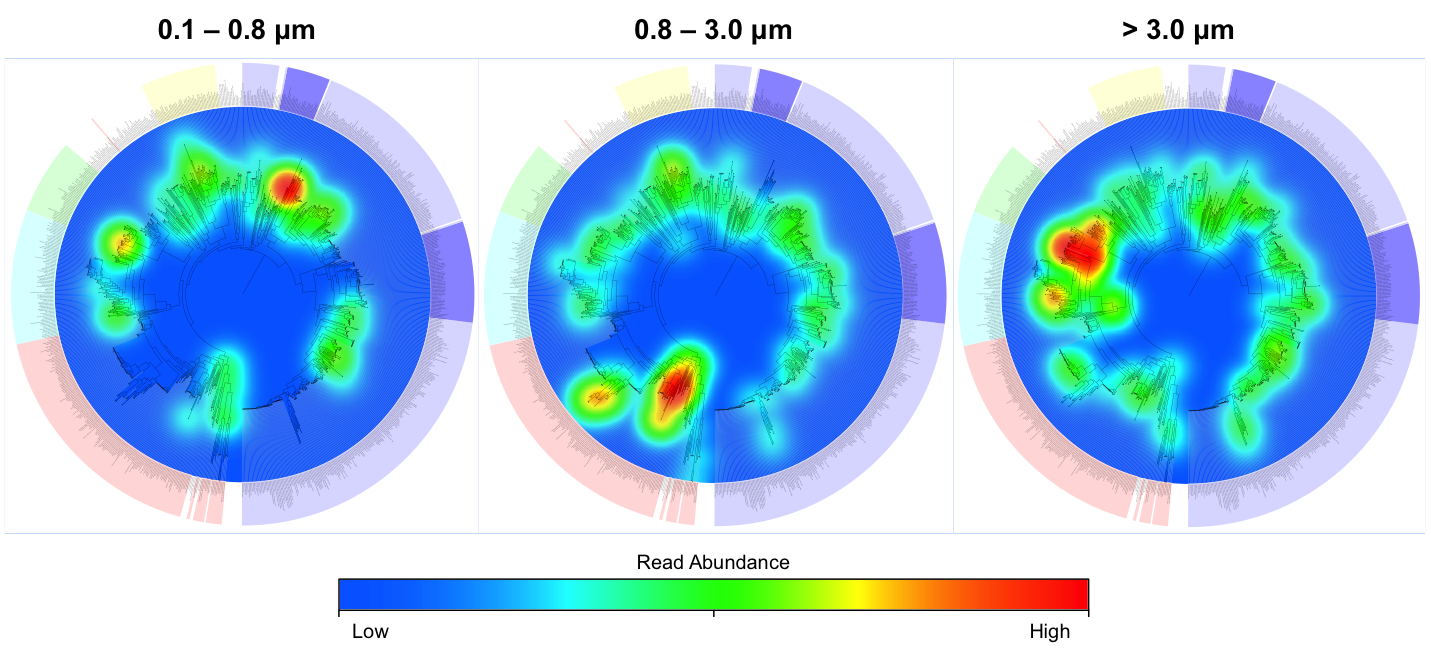 0.1 – 0.8 µm
0.8 – 3.0 µm
> 3.0 µm
Read Abundance
Low
High